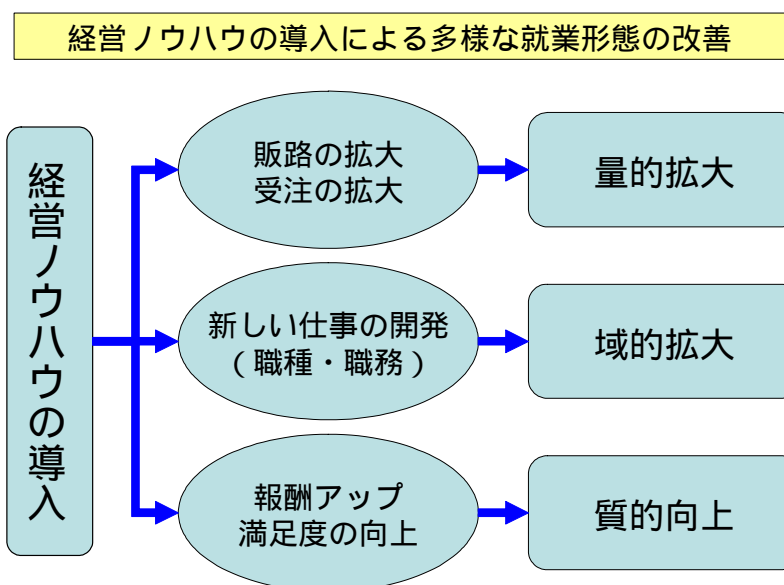 経営ノウハウの導入による多様な就業形態の改善
経営ノウハウの導入
販路の拡大
受注の拡大
量的拡大
新しい仕事の開発
（職種・職務）
域的拡大
報酬アップ
満足度の向上
質的向上